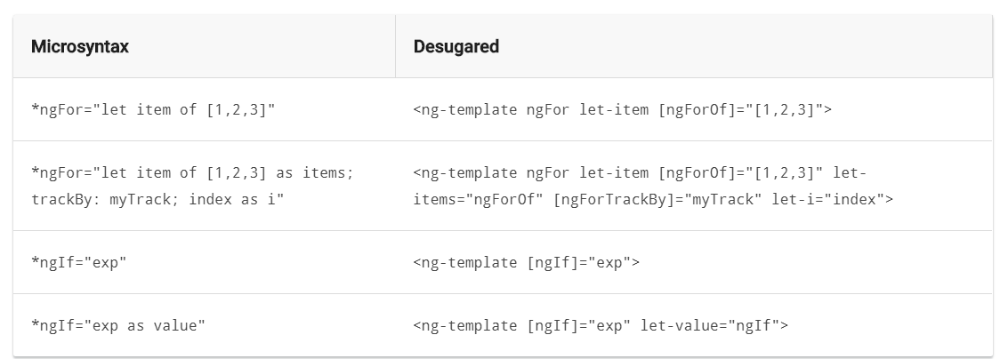 Microsyntax Desugared
*ngFor="let item of [1,2,3]" <ng-template ngFor let-item [ngForOf]="[1,2,3]">
*ngFor="let item of [1,2,3] as items; <ng-template ngFor let-item [ngForOf]="[1,2,3]" let-
trackBy: myTrack; index as i" items="ngForOf" [ngForTrackBy]="myTrack" let-i="index">
*ngIf="exp" <ng-template [ngIf]="exp">
*ngIf="exp as value" <ng-template [ngIf]="exp" let-value="ngIf">